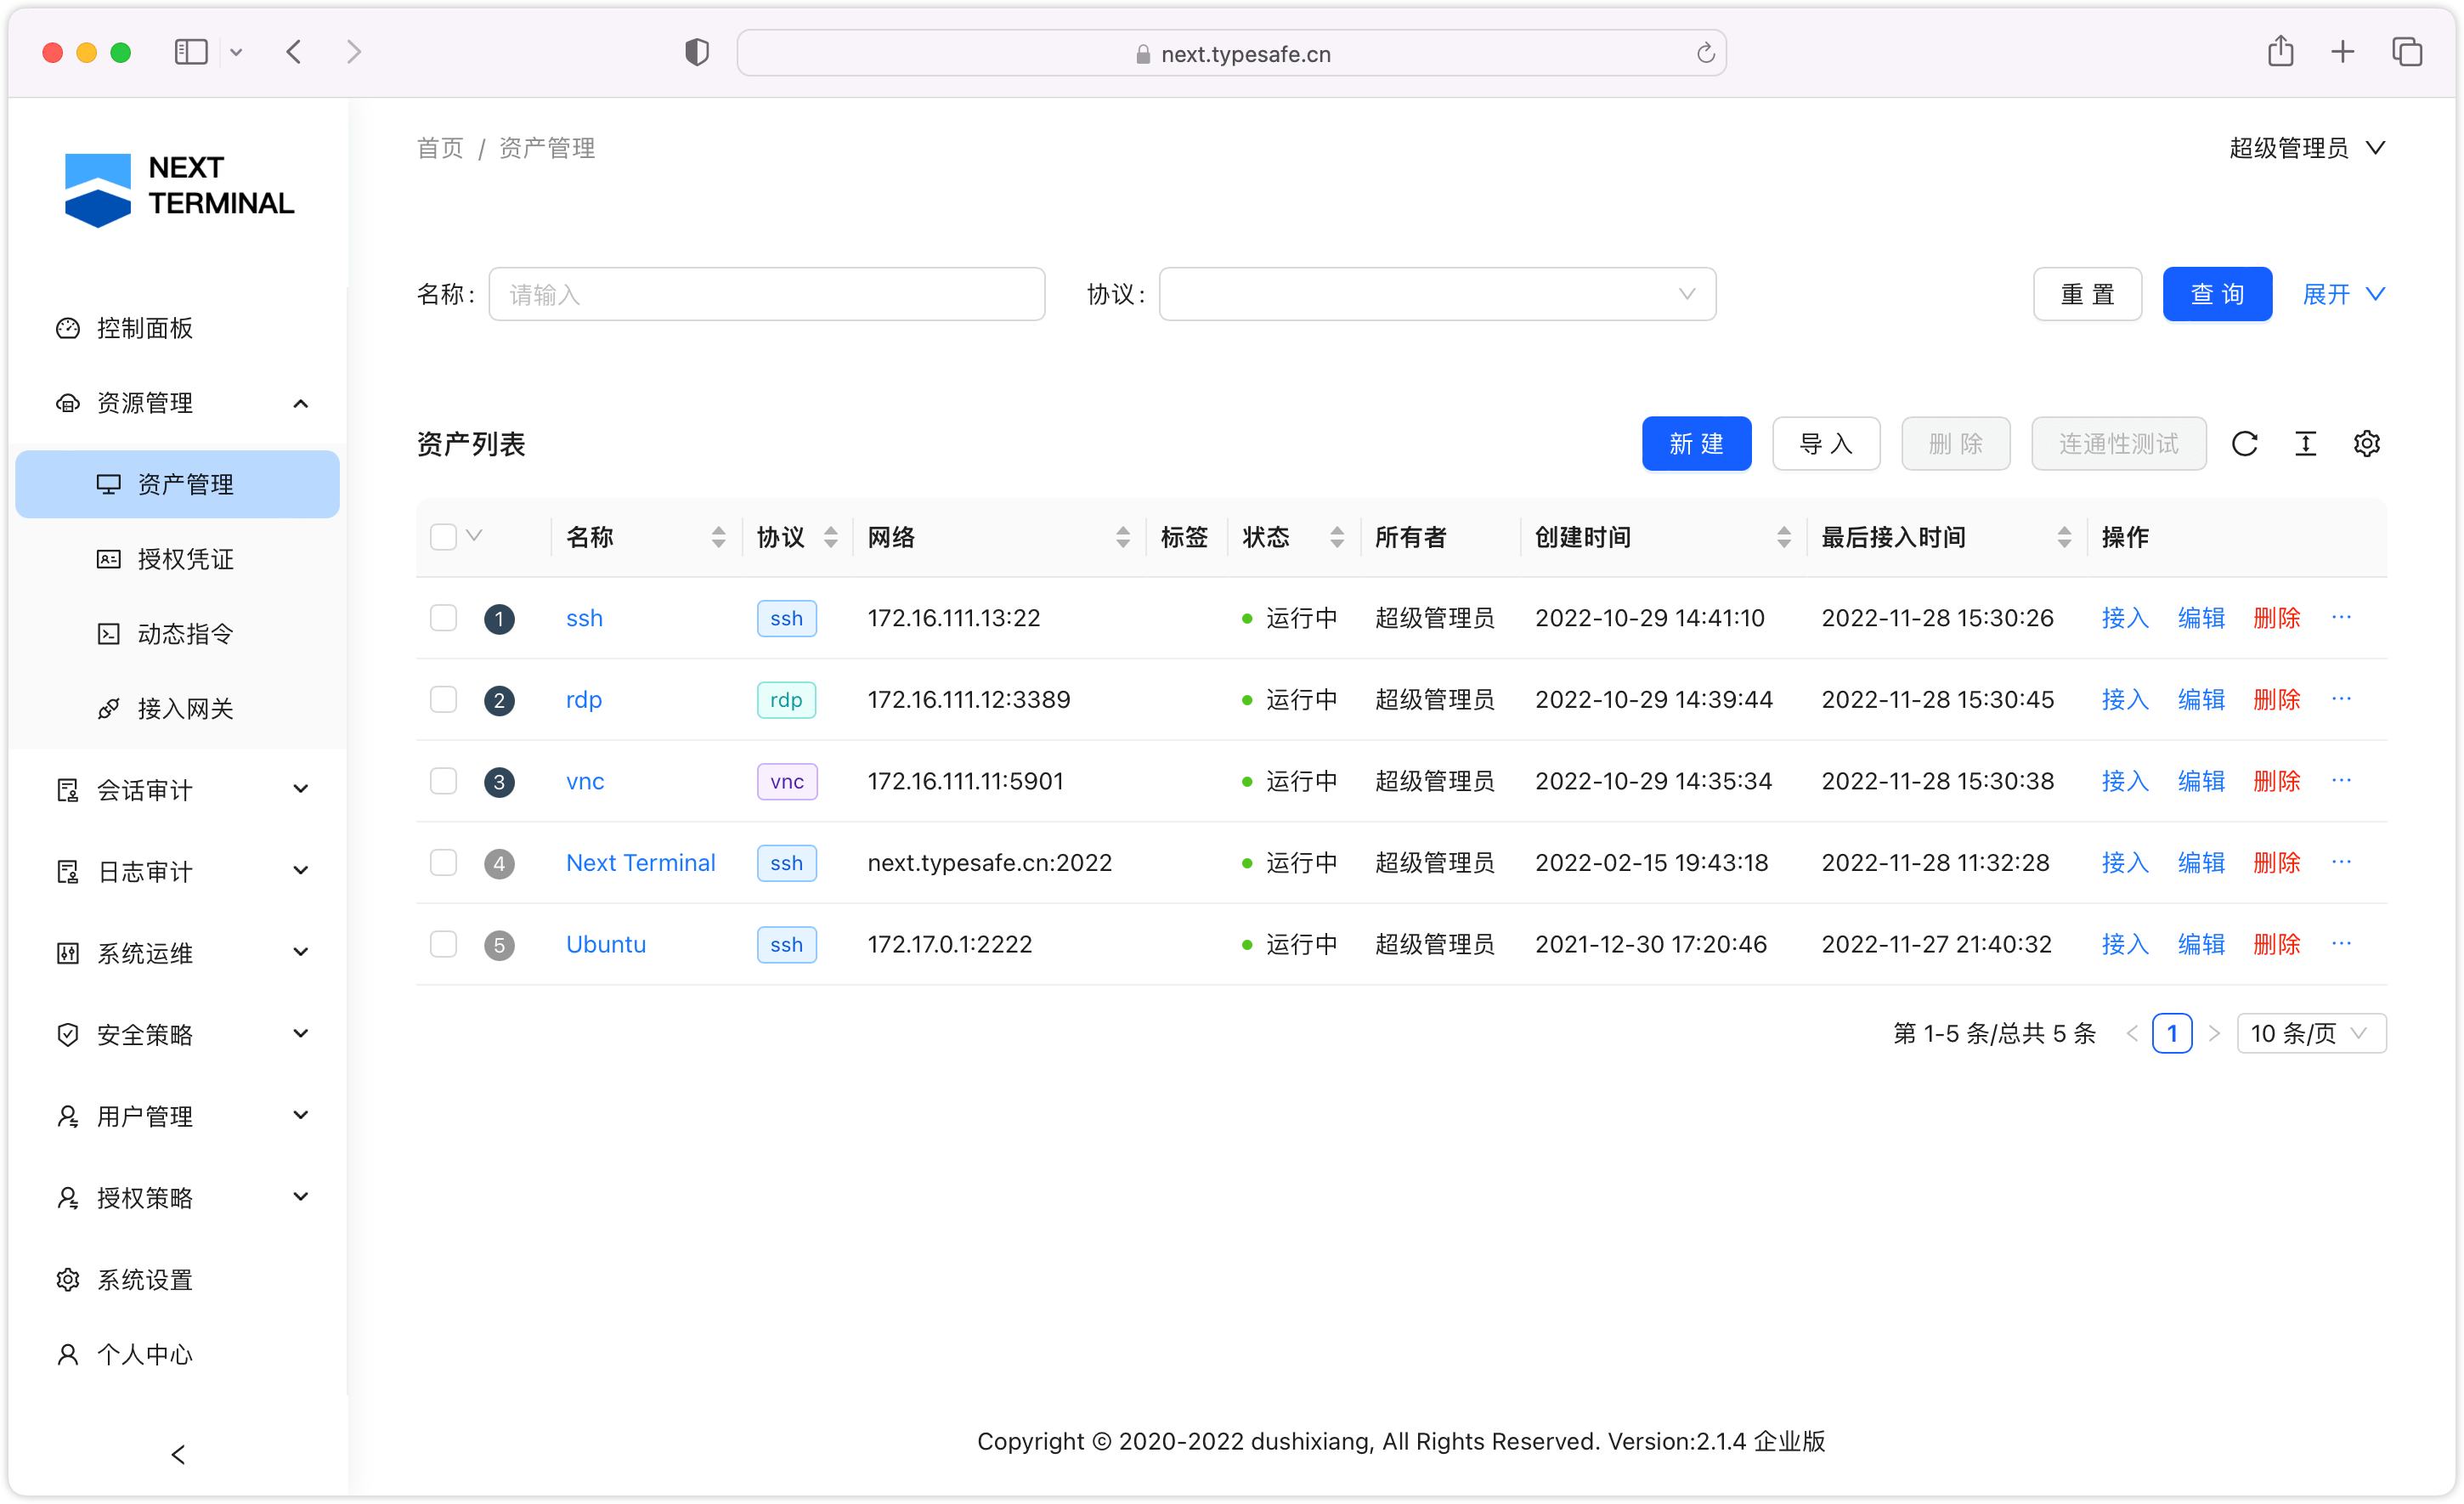 next.typesafe.cn
NEXT
TERMINAL
首页 / 资产管理
超级管理员
控制面板
资源管理
资产管理
授权凭证
动态指令
接入网关
会话审计
日志审计
系统运维
安全策略
用户管理
授权策略
系统设置
个人中心
名称: 请输入 协议: 重 置 查 询 展开
资产列表 新 建 导 入 删 除 连通性测试
名称 协议 网络 标签 状态 所有者 创建时间 最后接入时间 操作
1 ssh ssh 172.16.111.13:22 运行中 超级管理员 2022-10-29 14:41:10 2022-11-28 15:30:26 接入 编辑 删除 ...
2 rdp rdp 172.16.111.12:3389 运行中 超级管理员 2022-10-29 14:39:44 2022-11-28 15:30:45 接入 编辑 删除 ...
3 vnc vnc 172.16.111.11:5901 运行中 超级管理员 2022-10-29 14:35:34 2022-11-28 15:30:38 接入 编辑 删除 ...
4 Next Terminal ssh next.typesafe.cn:2022 运行中 超级管理员 2022-02-15 19:43:18 2022-11-28 11:32:28 接入 编辑 删除 ...
5 Ubuntu ssh 172.17.0.1:2222 运行中 超级管理员 2021-12-30 17:20:46 2022-11-27 21:40:32 接入 编辑 删除 ...
第 1-5 条/总共 5 条 < 1 > 10 条/页
Copyright © 2020-2022 dushixiang, All Rights Reserved. Version:2.1.4 企业版